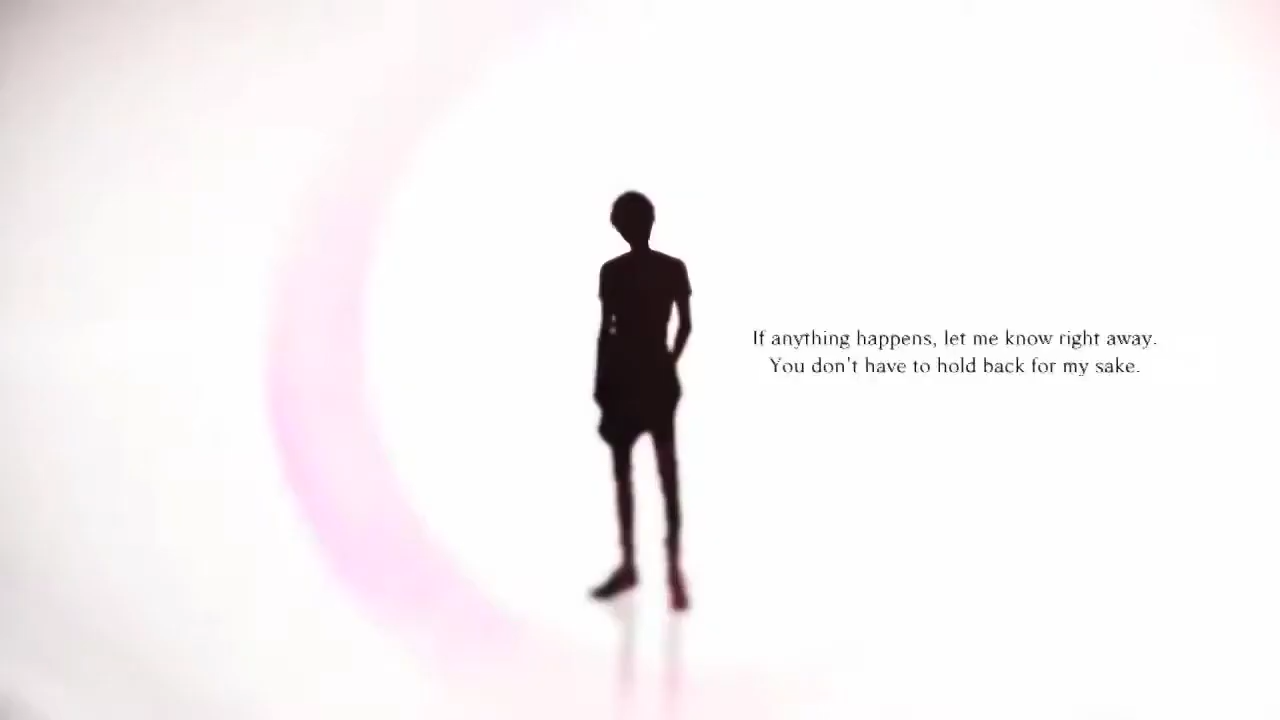 If anything happens, let me know right away.
You don't have to hold back for my sake.